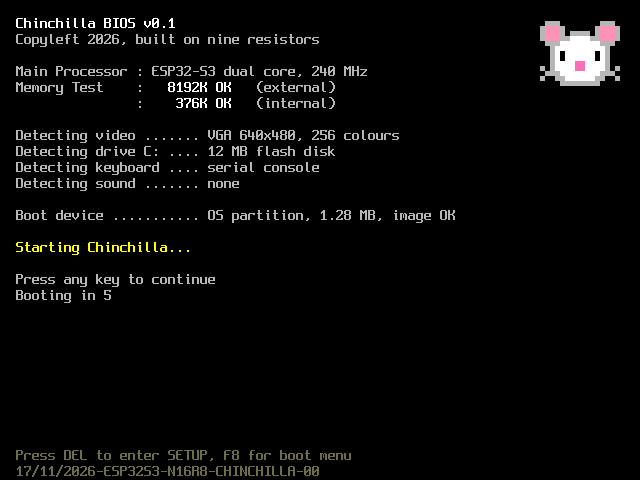 Chinchilla BIOS v0.1
Copyleft 2026, built on nine resistors
Main Processor : ESP32-S3 dual core, 240 MHz
Memory Test    :   8192K OK   (external)
               :    376K OK   (internal)
Detecting video ....... VGA 640x480, 256 colours
Detecting drive C: .... 12 MB flash disk
Detecting keyboard .... serial console
Detecting sound ....... none
Boot device ........... OS partition, 1.28 MB, image OK
Starting Chinchilla...
Press any key to continue
Booting in 5
Press DEL to enter SETUP, F8 for boot menu
17/11/2026-ESP32S3-N16R8-CHINCHILLA-00